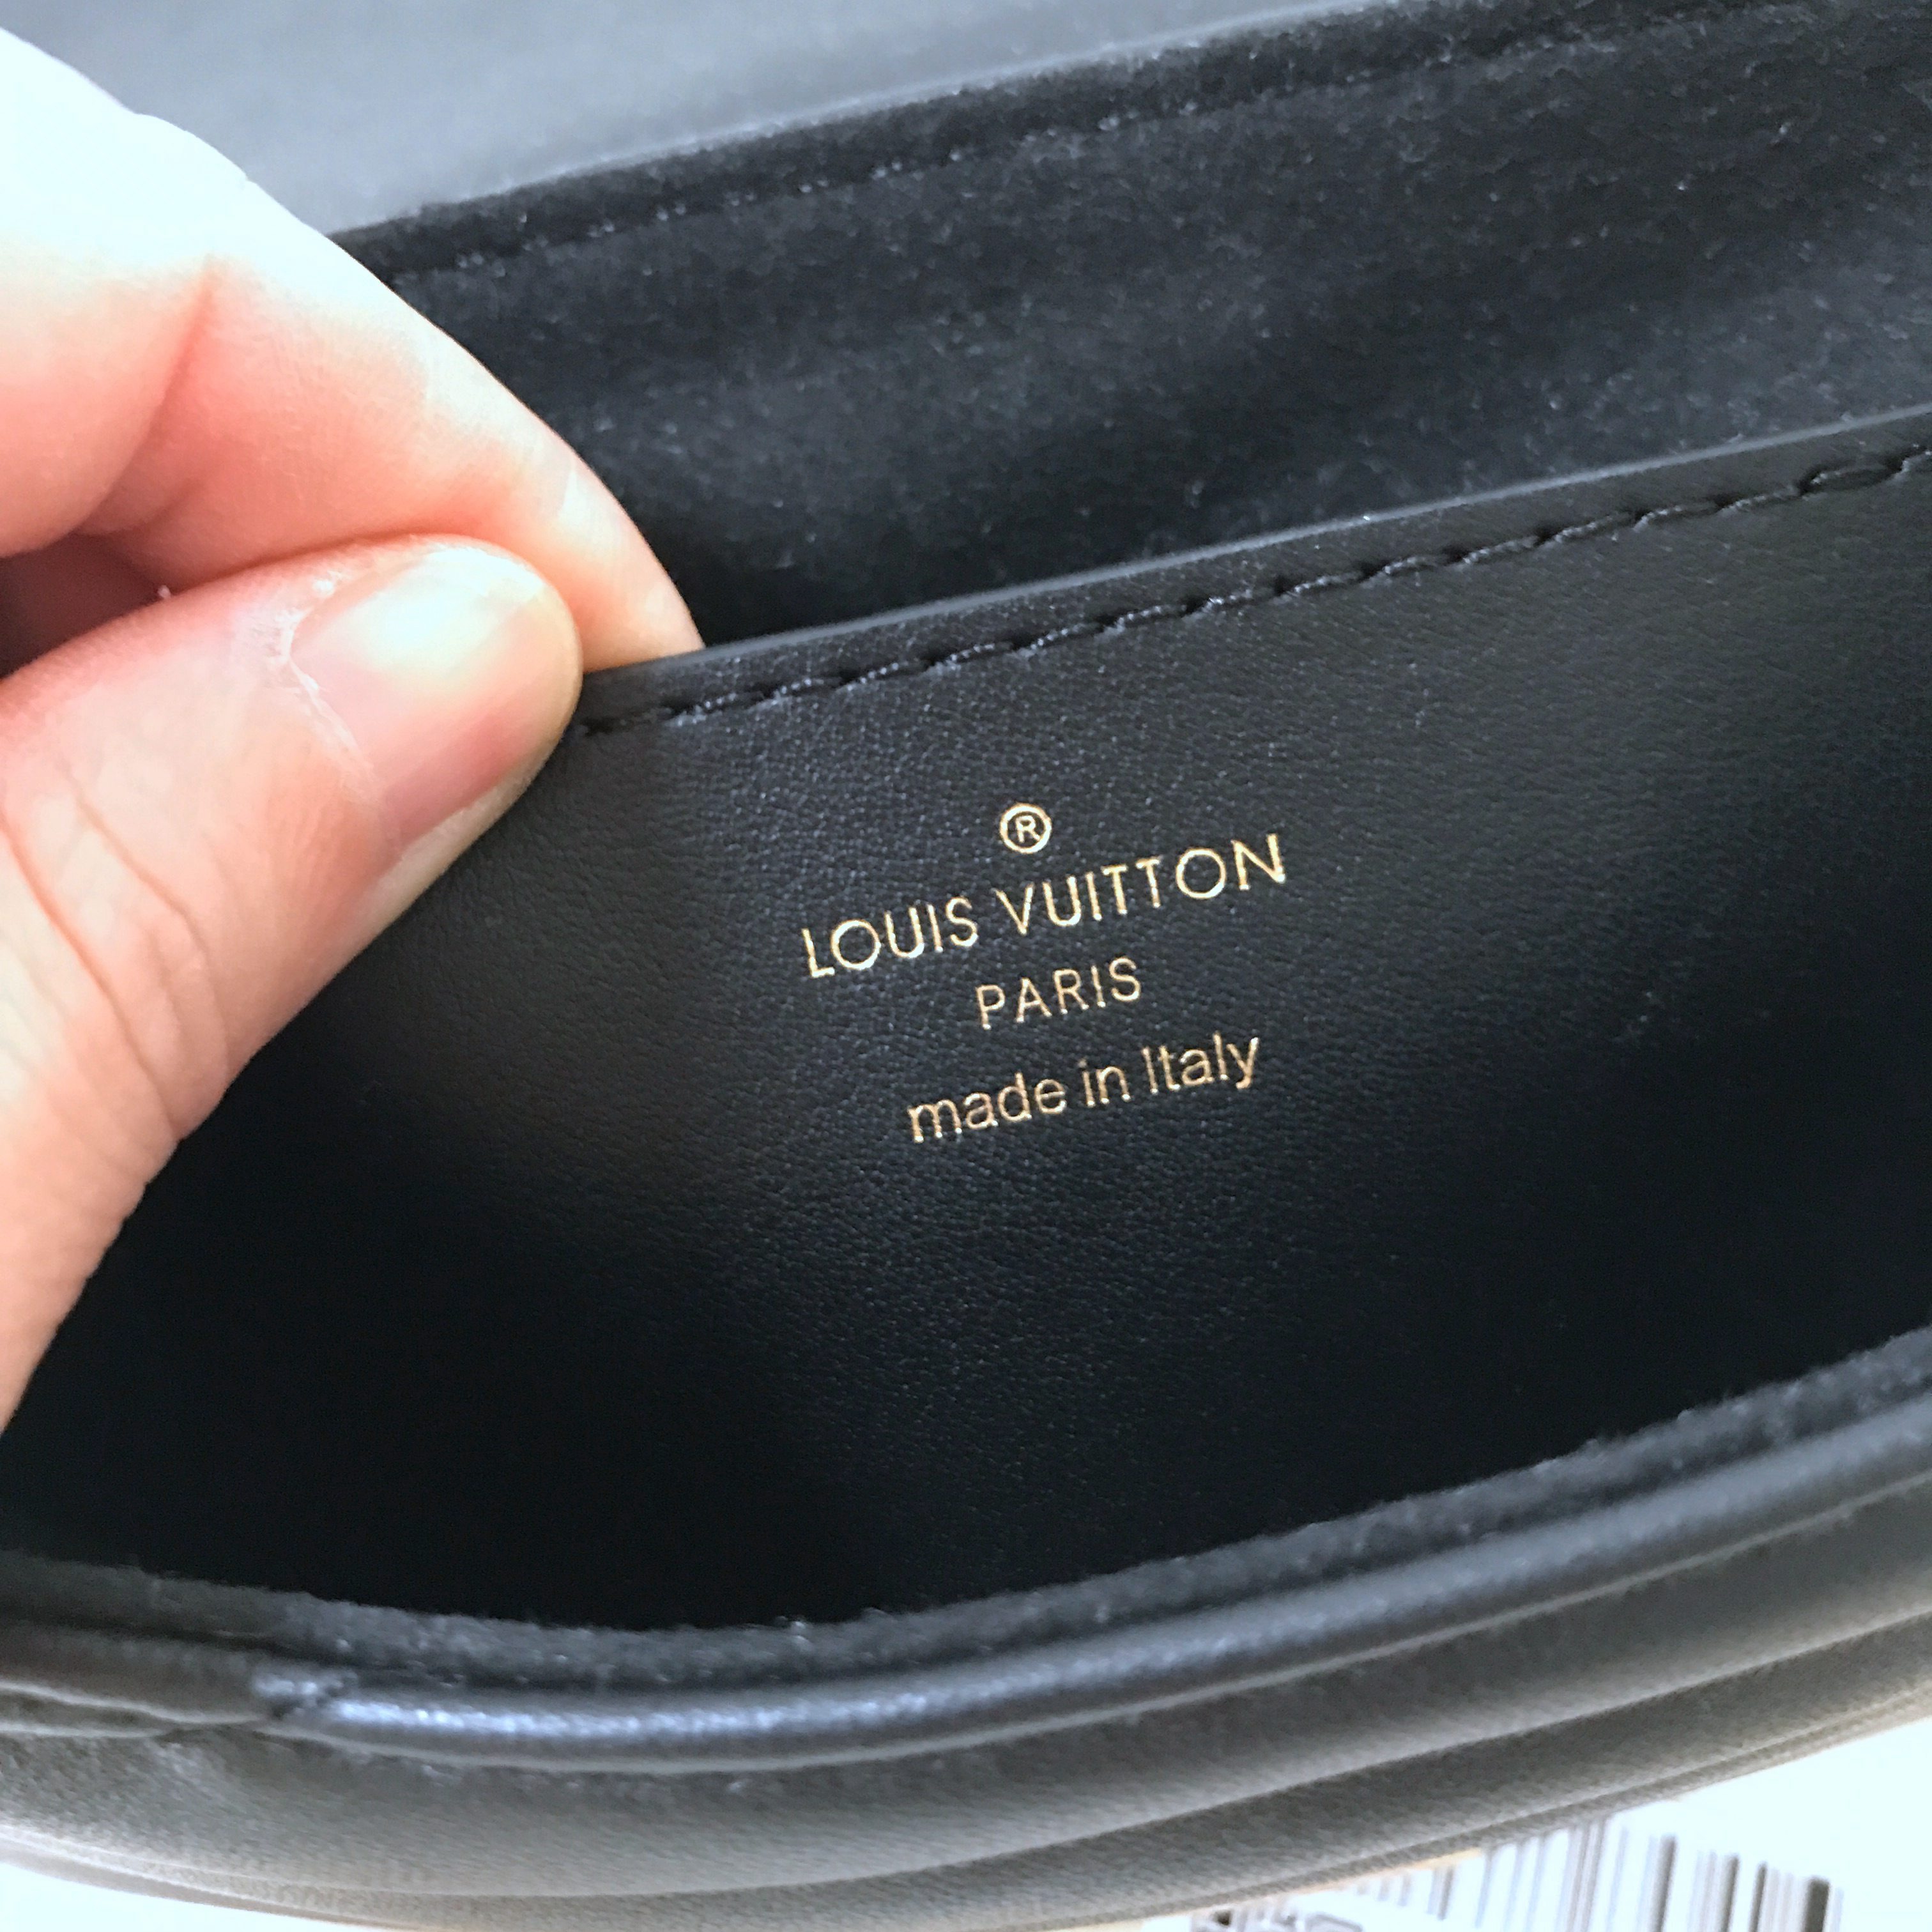 ®
LOUIS VUITTON
PARIS
made in Italy